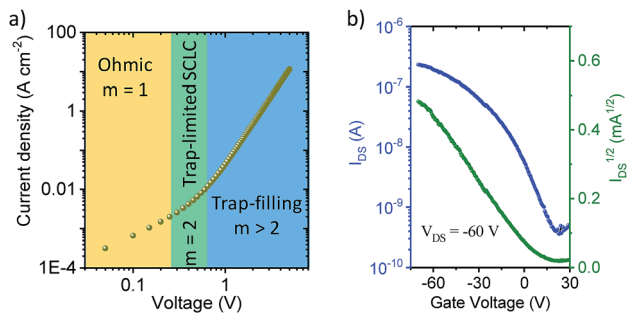 a)
Current density (A cm⁻²)
100
1
0.01
1E-4
Ohmic
m = 1
Trap-limited SCLC
m = 2
Trap-filling
m > 2
0.1
1
Voltage (V)
b)
I_DS (A)
10⁻⁶
10⁻⁷
10⁻⁸
10⁻⁹
10⁻¹⁰
V_DS = -60 V
-60
-30
0
30
Gate Voltage (V)
0.6
0.4
0.2
0.0
I_DS^1/2 (mA^1/2)